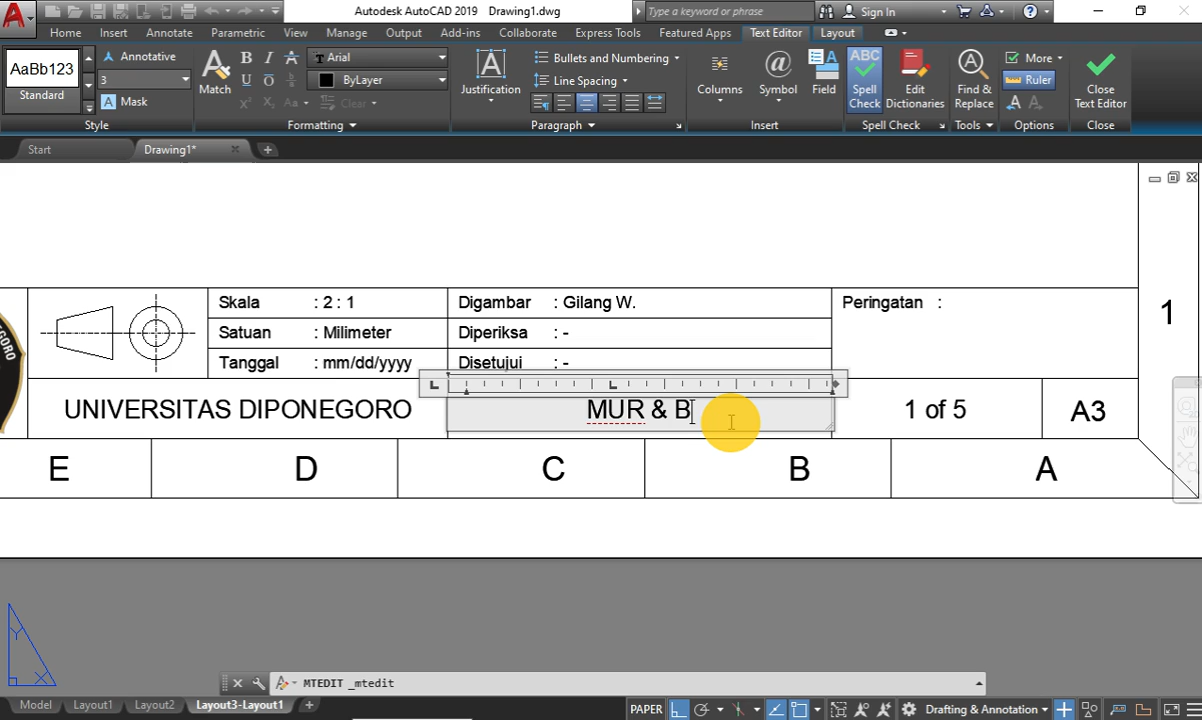 Autodesk AutoCAD 2019 Drawing1.dwg
Type a keyword or phrase
Sign In
Home Insert Annotate Parametric View Manage Output Add-ins Collaborate Express Tools Featured Apps Text Editor Layout
AaBb123
Standard
Annotative
3
Mask
Style
Match
B I A Arial
U O ByLayer
Aa Clear
Formatting
Justification
Bullets and Numbering
Line Spacing
Paragraph
Columns
Symbol
Field
Insert
ABC
Spell
Check
Edit
Dictionaries
Spell Check
Find &
Replace
Tools
More
Ruler
Options
Close
Text Editor
Close
Start Drawing1*
Skala : 2 : 1
Satuan : Milimeter
Tanggal : mm/dd/yyyy
Digambar : Gilang W.
Diperiksa : -
Disetujui : -
Peringatan :
1
EGORO
UNIVERSITAS DIPONEGORO
MUR & B
1 of 5
A3
E D C B A
Y
X
MTEDIT _mtedit
Model Layout1 Layout2 Layout3-Layout1
PAPER
Drafting & Annotation